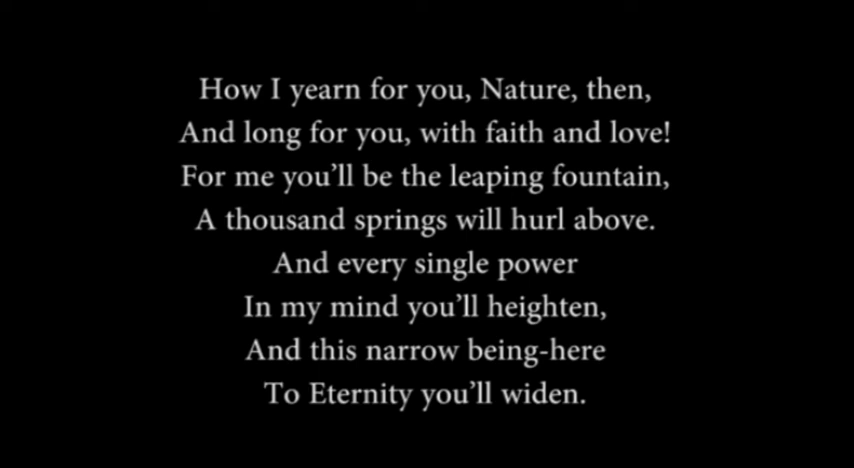 How I yearn for you, Nature, then,
And long for you, with faith and love!
For me you’ll be the leaping fountain,
A thousand springs will hurl above.
And every single power
In my mind you’ll heighten,
And this narrow being-here
To Eternity you’ll widen.